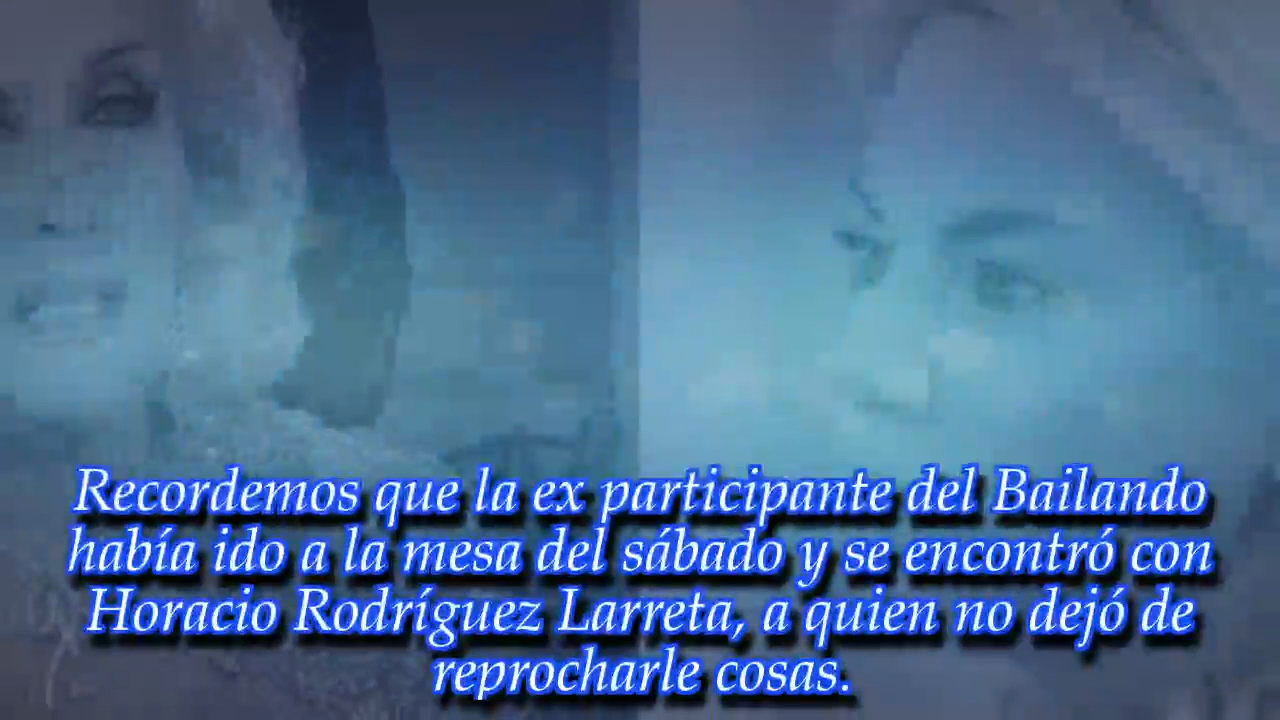 Recordemos que la ex participante del Bailando
había ido a la mesa del sábado y se encontró con
Horacio Rodríguez Larreta, a quien no dejó de
reprocharle cosas.